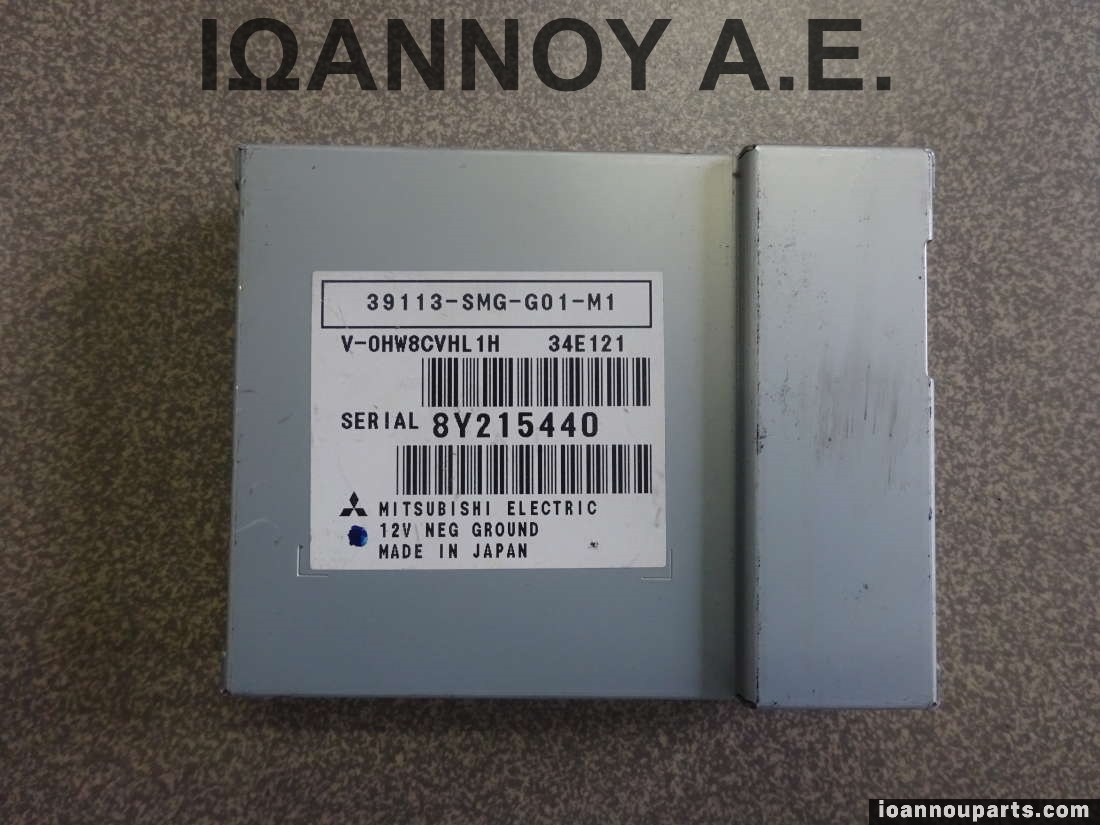 ΙΩΑΝΝΟΥ Α.Ε.
39113-SMG-G01-M1
V-0HW8CVHL1H 34E121
SERIAL 8Y215440
MITSUBISHI ELECTRIC
12V NEG GROUND
MADE IN JAPAN
ioannouparts.com